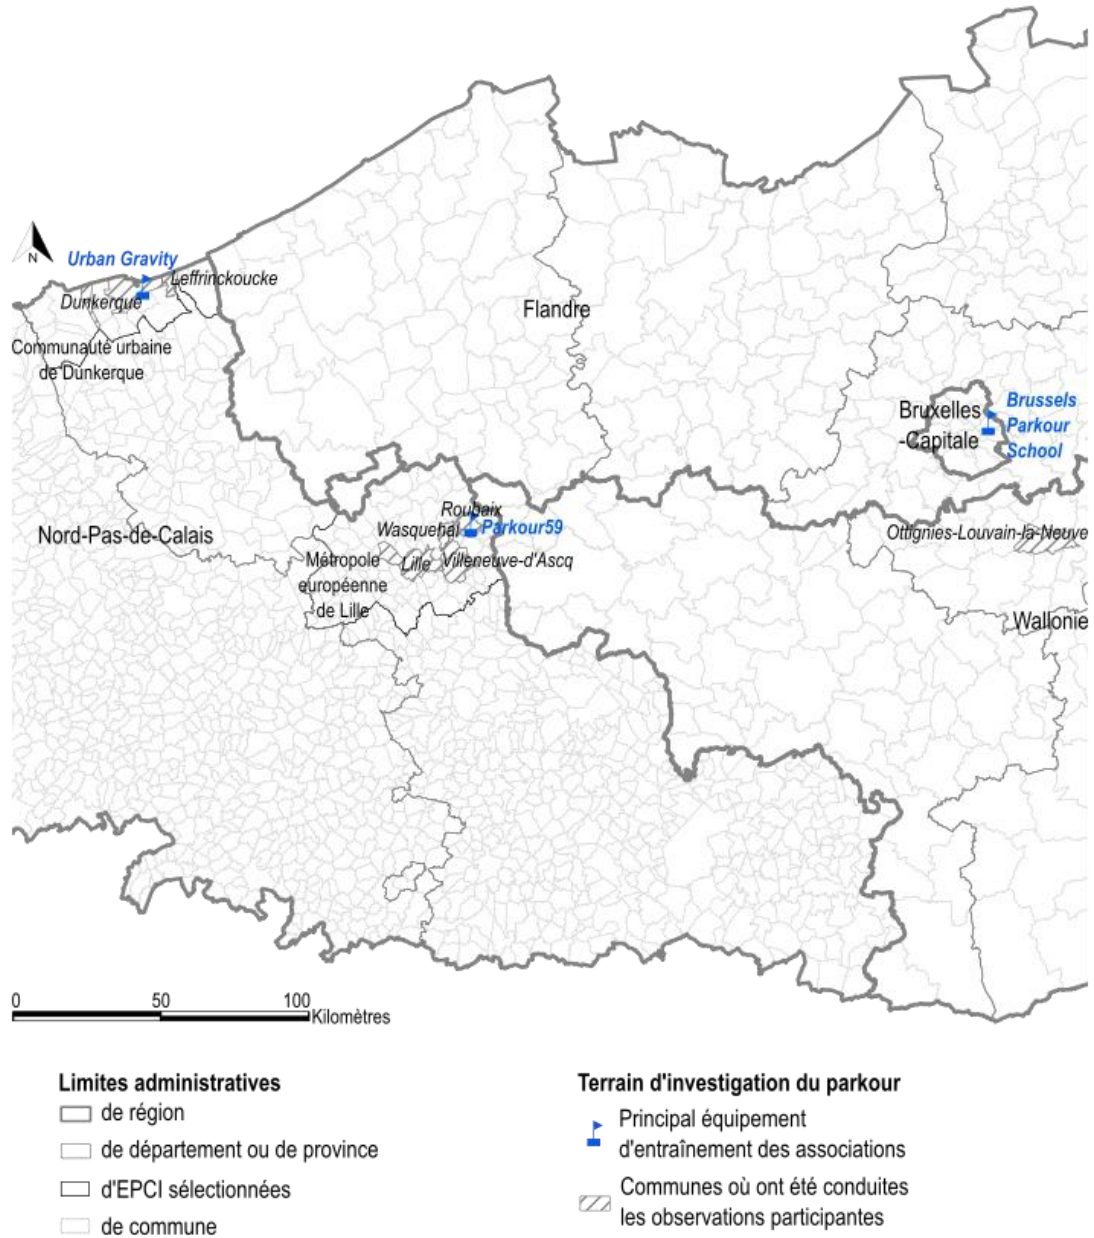 N
Urban Gravity
Leffrinckoucke
Dunkerque
Communauté urbaine
de Dunkerque
Flandre
Bruxelles
-Capitale
Brussels
Parkour
School
Nord-Pas-de-Calais
Roubaix
Wasquehal
Parkour59
Ottignies-Louvain-la-Neuve
Métropole
européenne
de Lille
Lille
Villeneuve-d'Ascq
Wallonie
0 50 100
Kilomètres
Limites administratives
de région
de département ou de province
d'EPCI sélectionnées
de commune
Terrain d'investigation du parkour
Principal équipement
d'entraînement des associations
Communes où ont été conduites
les observations participantes